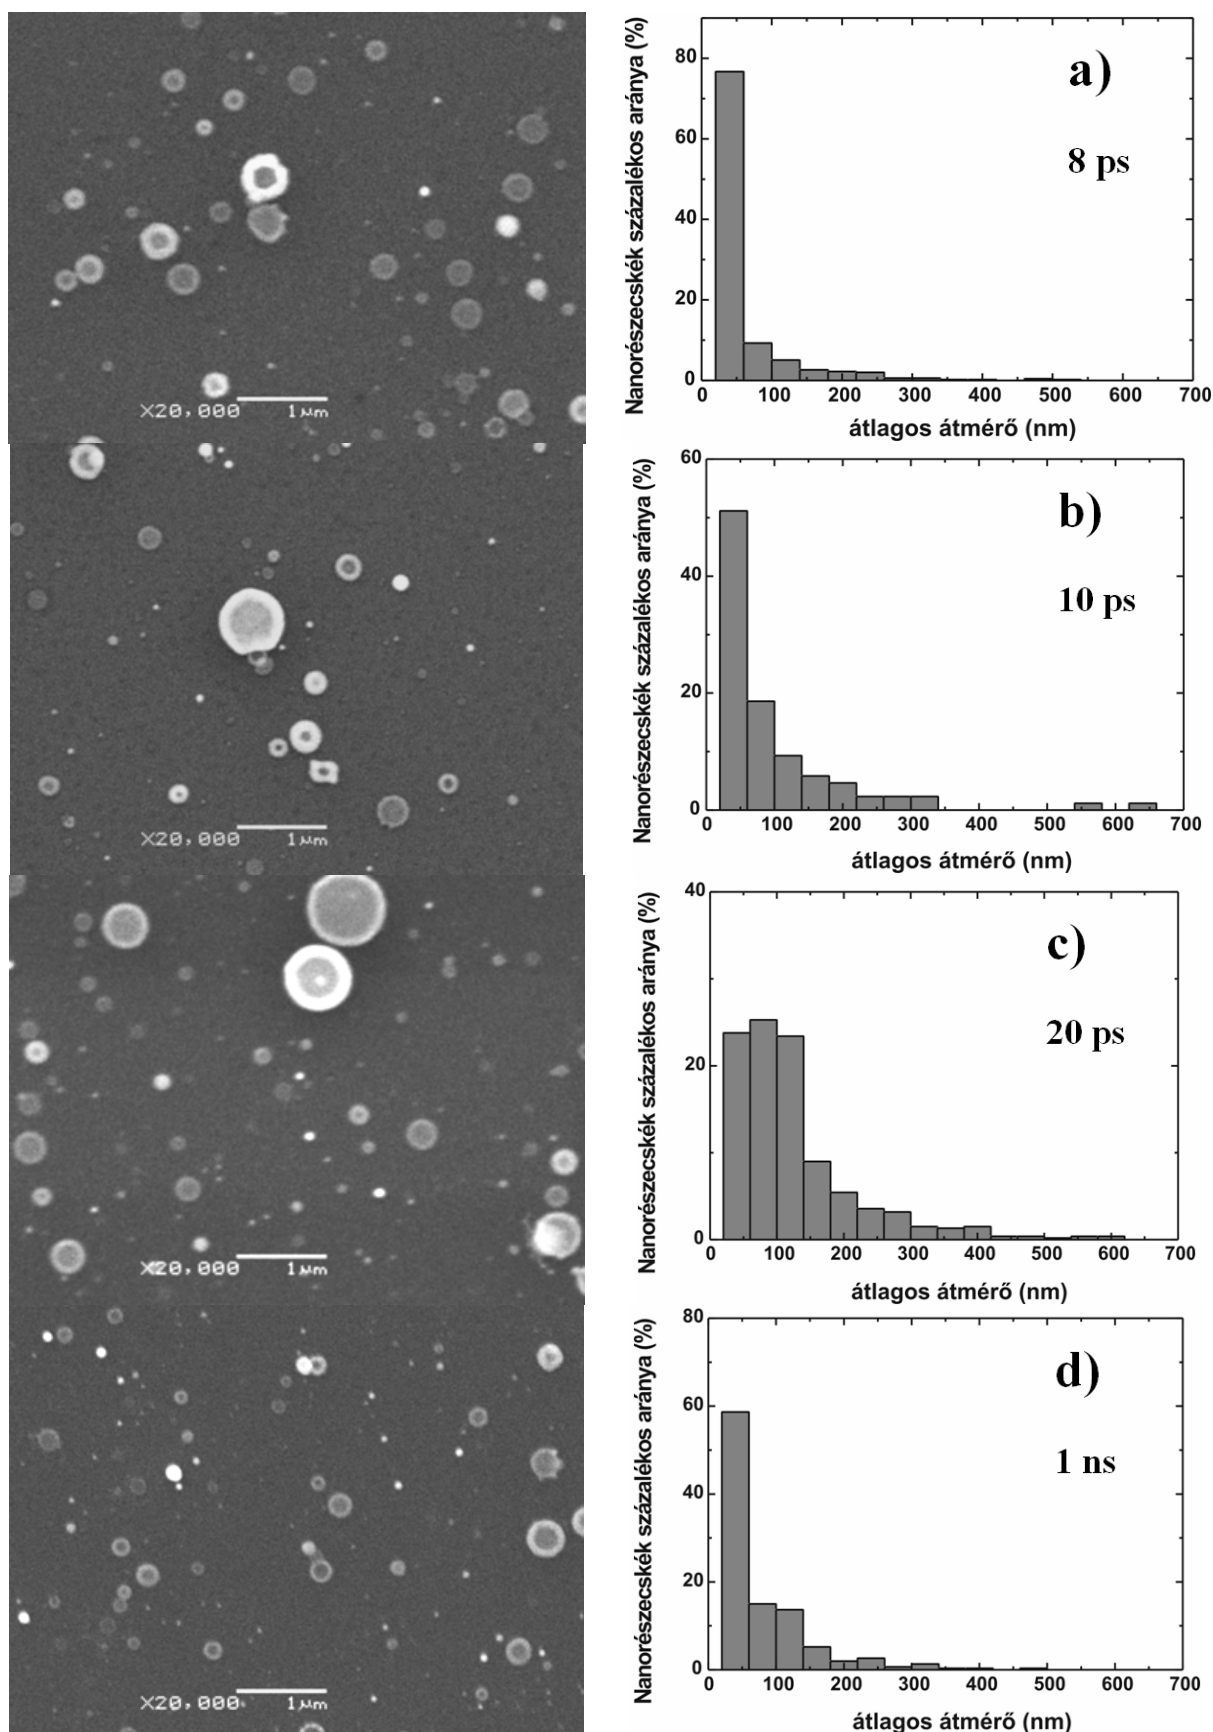 X20,000 1μm
Nanorészecskék százalékos aránya (%)
80
60
40
20
0
a)
8 ps
0 100 200 300 400 500 600 700
átlagos átmérő (nm)
X20,000 1μm
Nanorészecskék százalékos aránya (%)
60
40
20
0
b)
10 ps
0 100 200 300 400 500 600 700
átlagos átmérő (nm)
X20,000 1μm
Nanorészecskék százalékos aránya (%)
40
20
0
c)
20 ps
0 100 200 300 400 500 600 700
átlagos átmérő (nm)
X20,000 1μm
Nanorészecskék százalékos aránya (%)
80
60
40
20
0
d)
1 ns
0 100 200 300 400 500 600 700
átlagos átmérő (nm)